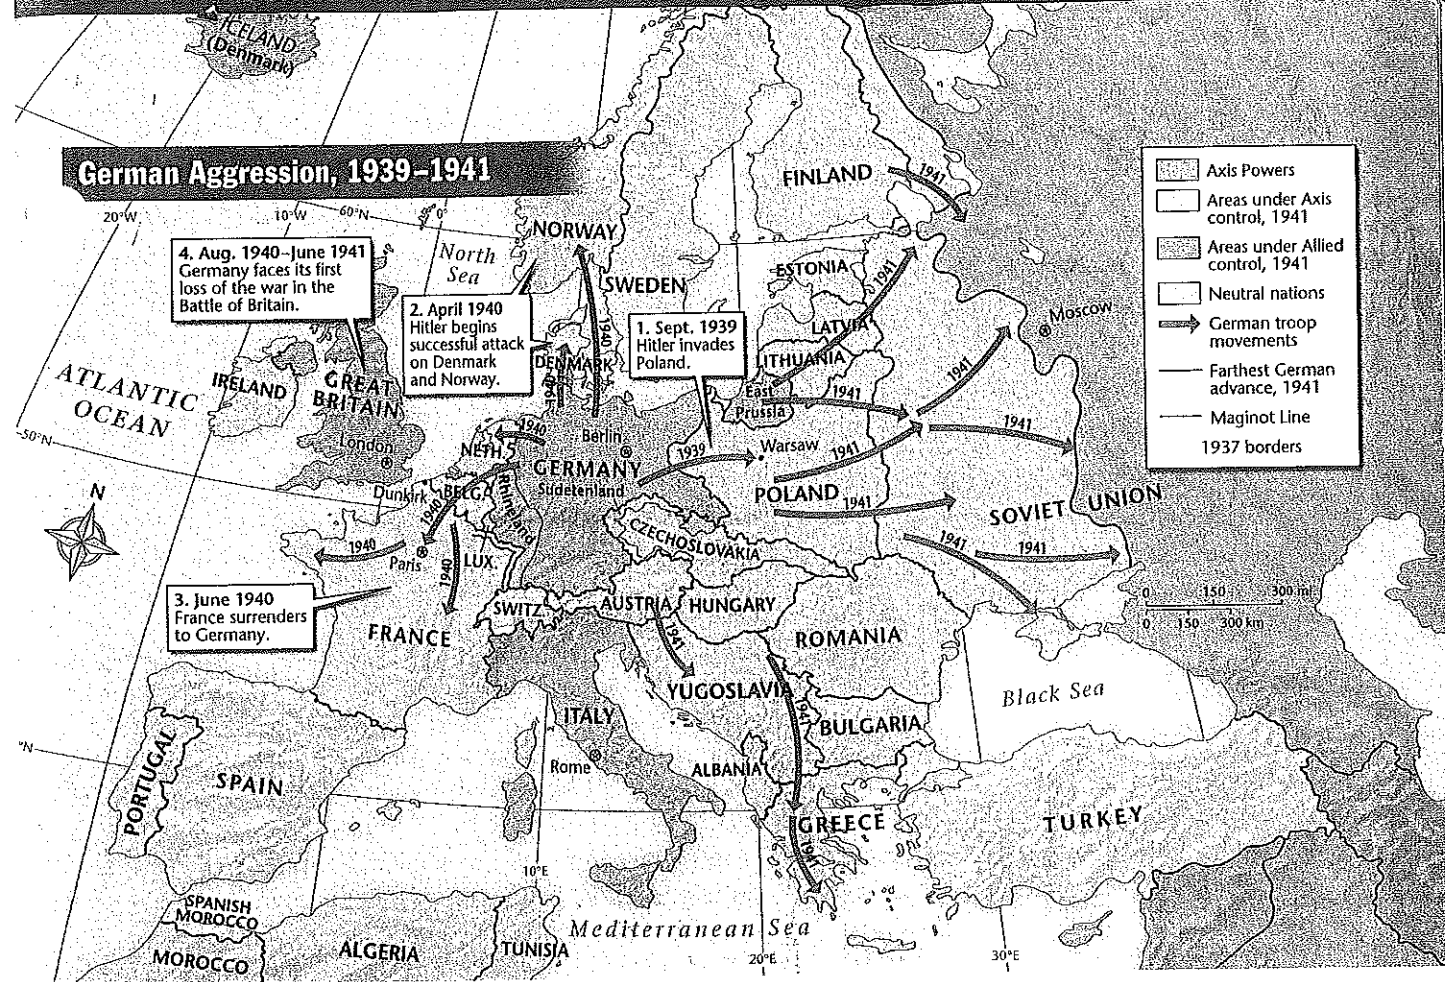 ICELAND
(Denmark)
German Aggression, 1939–1941
20°W
10°W
60°N
0°
4. Aug. 1940–June 1941
Germany faces its first
loss of the war in the
Battle of Britain.
North
Sea
2. April 1940
Hitler begins
successful attack
on Denmark
and Norway.
1. Sept. 1939
Hitler invades
Poland.
3. June 1940
France surrenders
to Germany.
NORWAY
SWEDEN
FINLAND
1941
ESTONIA
1941
LATVIA
LITHUANIA
East
Prussia
1941
1941
Moscow
1940
DENMARK
1940
ATLANTIC
OCEAN
IRELAND
GREAT
BRITAIN
London
50°N
N
NETH.
1940
Berlin
GERMANY
Sudetenland
1939
Warsaw
1941
1941
POLAND
1941
SOVIET UNION
Dunkirk
BELG.
Rhineland
1940
1940
Paris
1940
LUX.
CZECHOSLOVAKIA
1941
1941
FRANCE
SWITZ.
AUSTRIA
HUNGARY
1941
ROMANIA
YUGOSLAVIA
1941
BULGARIA
Black Sea
ITALY
Rome
ALBANIA
GREECE
1941
TURKEY
°N
PORTUGAL
SPAIN
SPANISH
MOROCCO
MOROCCO
ALGERIA
TUNISIA
Mediterranean Sea
10°E
20°E
30°E
0 150 300 mi
0 150 300 km
Axis Powers
Areas under Axis
control, 1941
Areas under Allied
control, 1941
Neutral nations
German troop
movements
Farthest German
advance, 1941
Maginot Line
1937 borders